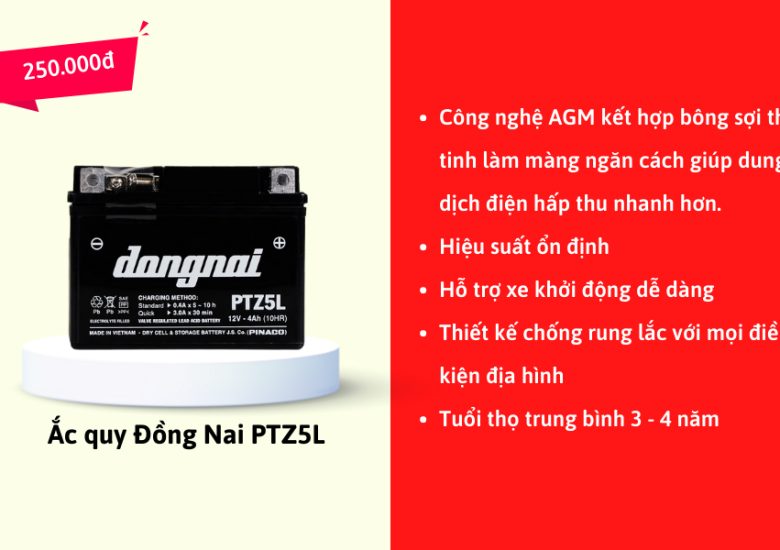 250.000đ
dongnai
CHARGING METHOD:
Standard ▸ 0.4A x 5 ~ 10 h
Quick ▸ 3.0A x 30 min
PTZ5L
12V - 4Ah (10HR)
Pb Pb
ELECTROLYTE FILLED
VALVE REGULATED LEAD ACID BATTERY
MADE IN VIETNAM - DRY CELL & STORAGE BATTERY J.S. Co. (PINACO)
Ắc quy Đồng Nai PTZ5L
• Công nghệ AGM kết hợp bông sợi
tinh làm màng ngăn cách giúp dung
dịch điện hấp thu nhanh hơn.
• Hiệu suất ổn định
• Hỗ trợ xe khởi động dễ dàng
• Thiết kế chống rung lắc với mọi
kiện địa hình
• Tuổi thọ trung bình 3 - 4 năm